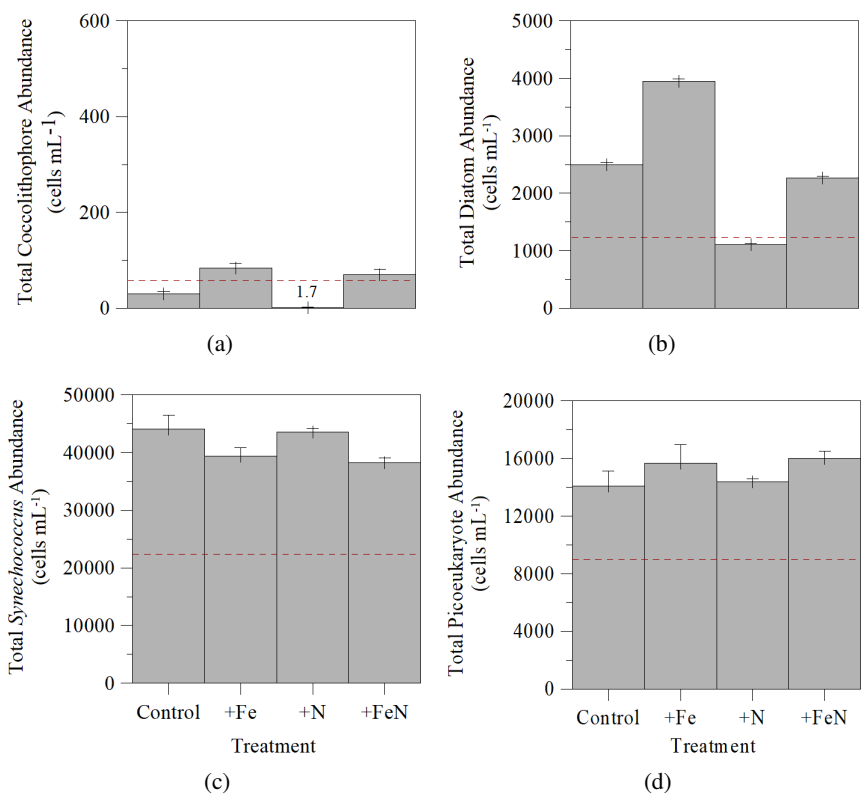 Total Coccolithophore Abundance
(cells mL⁻¹)
600
400
200
0
1.7
(a)
Total Diatom Abundance
(cells mL⁻¹)
5000
4000
3000
2000
1000
0
(b)
Total Synechococcus Abundance
(cells mL⁻¹)
50000
40000
30000
20000
10000
0
Control +Fe +N +FeN
Treatment
(c)
Total Picoeukaryote Abundance
(cells mL⁻¹)
20000
16000
12000
8000
4000
0
Control +Fe +N +FeN
Treatment
(d)